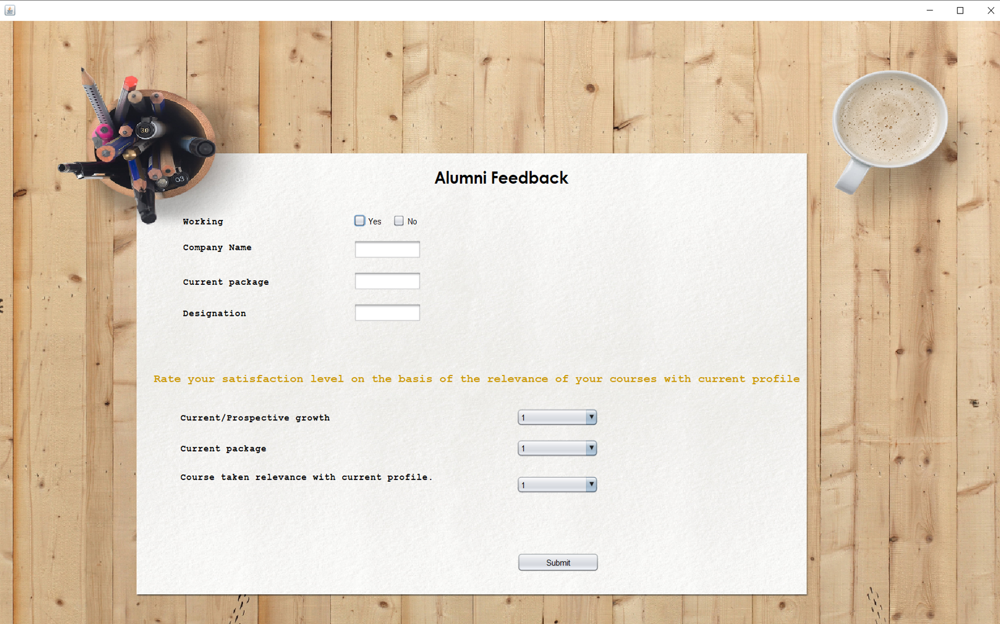 30
03
Alumni Feedback
Working Yes No
Company Name
Current package
Designation
Rate your satisfaction level on the basis of the relevance of your courses with current profile
Current/Prospective growth 1
Current package 1
Course taken relevance with current profile. 1
Submit